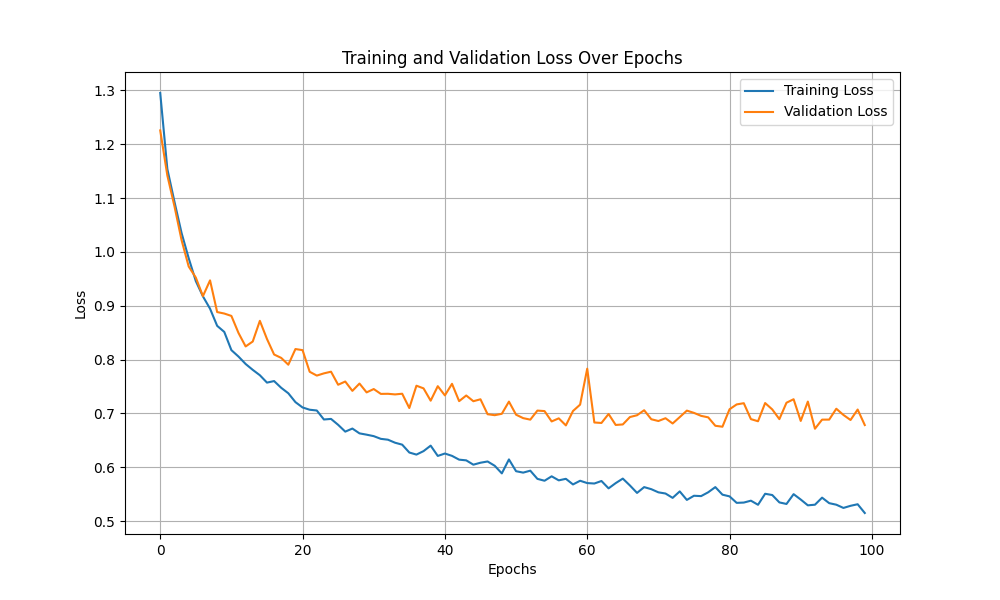 Training and Validation Loss Over Epochs
Training Loss
Validation Loss
1.3
1.2
1.1
1.0
0.9
0.8
0.7
0.6
0.5
Loss
0 20 40 60 80 100
Epochs